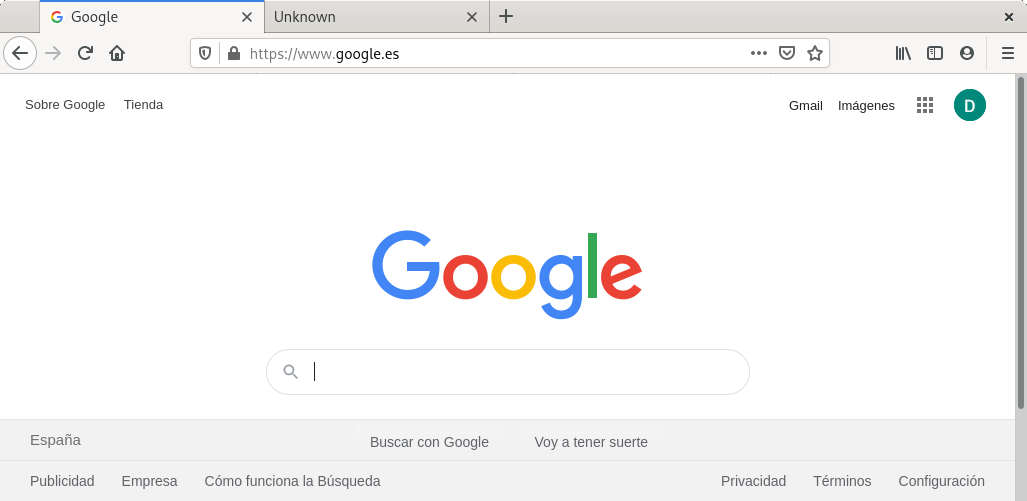 Google Unknown
https://www.google.es
Sobre Google Tienda Gmail Imágenes D
Google
España Buscar con Google Voy a tener suerte
Publicidad Empresa Cómo funciona la Búsqueda Privacidad Términos Configuración